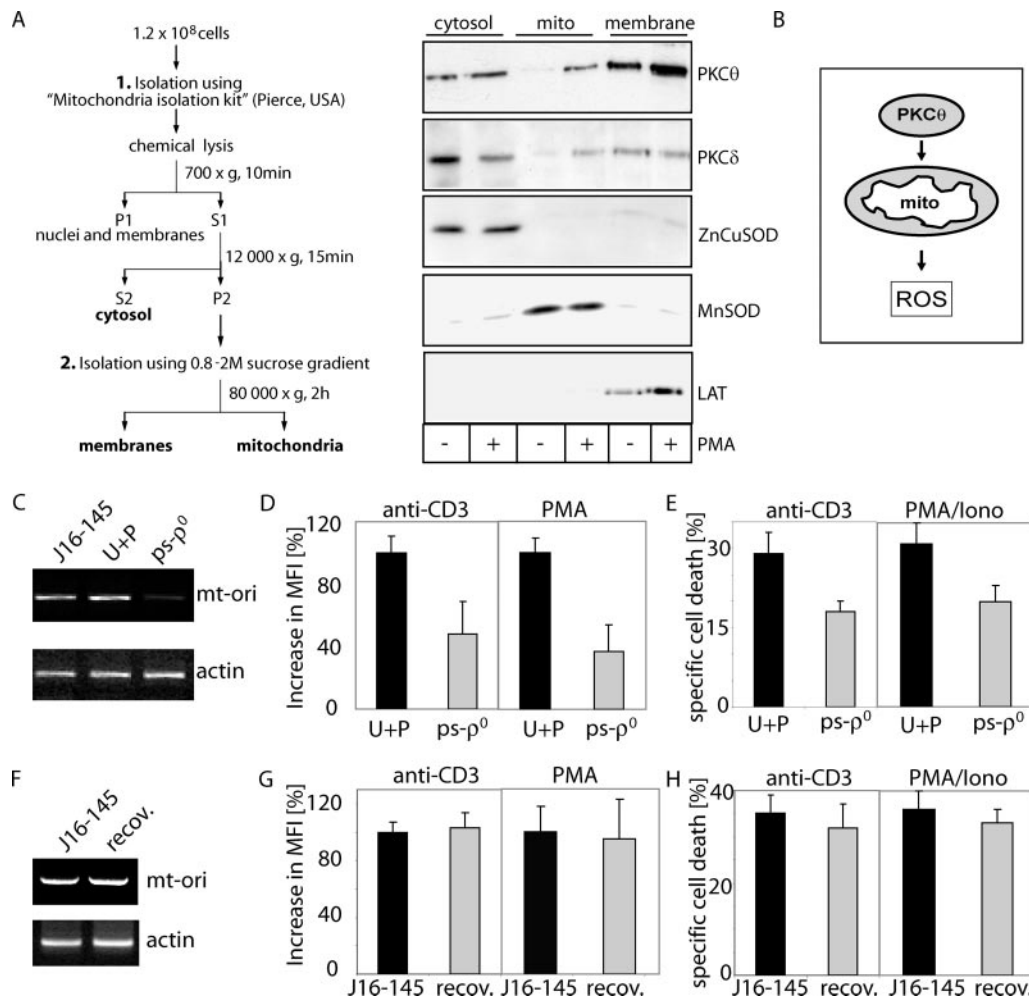 A
1.2 x 10⁸ cells
1. Isolation using
"Mitochondria isolation kit" (Pierce, USA)
chemical lysis
700 x g, 10min
P1 S1
nuclei and membranes
12 000 x g, 15min
S2 P2
cytosol
2. Isolation using 0.8 -2M sucrose gradient
80 000 x g, 2h
membranes mitochondria
cytosol mito membrane
PKCθ
PKCδ
ZnCuSOD
MnSOD
LAT
- + - + - + PMA
B
PKCθ
mito
ROS
C
J16-145 U+P ps-ρ⁰
mt-ori
actin
D
anti-CD3 PMA
Increase in MFI [%]
120
80
40
0
U+P ps-ρ⁰ U+P ps-ρ⁰
E
anti-CD3 PMA/Iono
specific cell death [%]
30
15
0
U+P ps-ρ⁰ U+P ps-ρ⁰
F
J16-145 recov.
mt-ori
actin
G
anti-CD3 PMA
Increase in MFI [%]
120
80
40
0
J16-145 recov. J16-145 recov.
H
anti-CD3 PMA/Iono
specific cell death [%]
40
20
0
J16-145 recov. J16-145 recov.